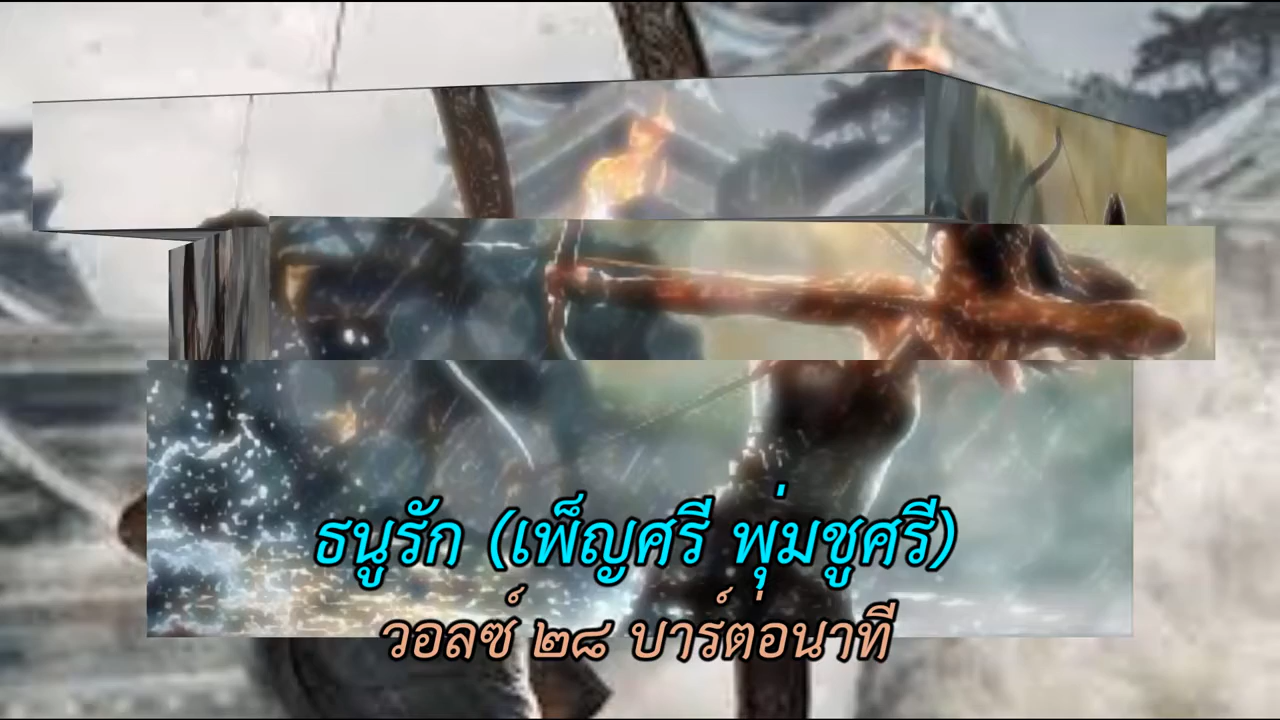 ธนูรัก (เพ็ญศรี พุ่มชูศรี)
วอลซ์ ๒๘ บาร์ต่อนาที